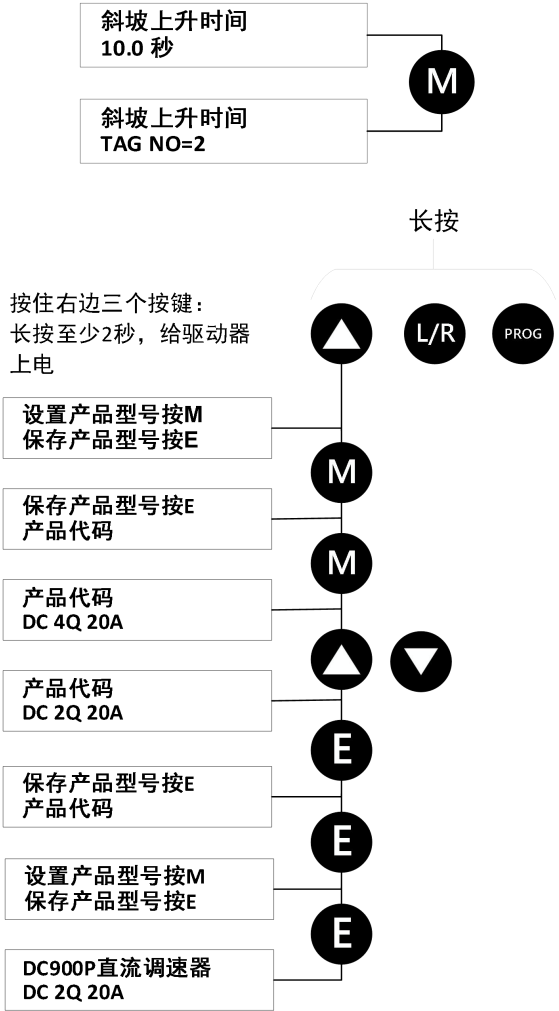 斜坡上升时间
10.0 秒
M
斜坡上升时间
TAG NO=2
长按
按住右边三个按键：
长按至少2秒，给驱动器
上电
L/R
PROG
设置产品型号按M
保存产品型号按E
M
保存产品型号按E
产品代码
M
产品代码
DC 4Q 20A
产品代码
DC 2Q 20A
E
保存产品型号按E
产品代码
E
设置产品型号按M
保存产品型号按E
E
DC900P直流调速器
DC 2Q 20A